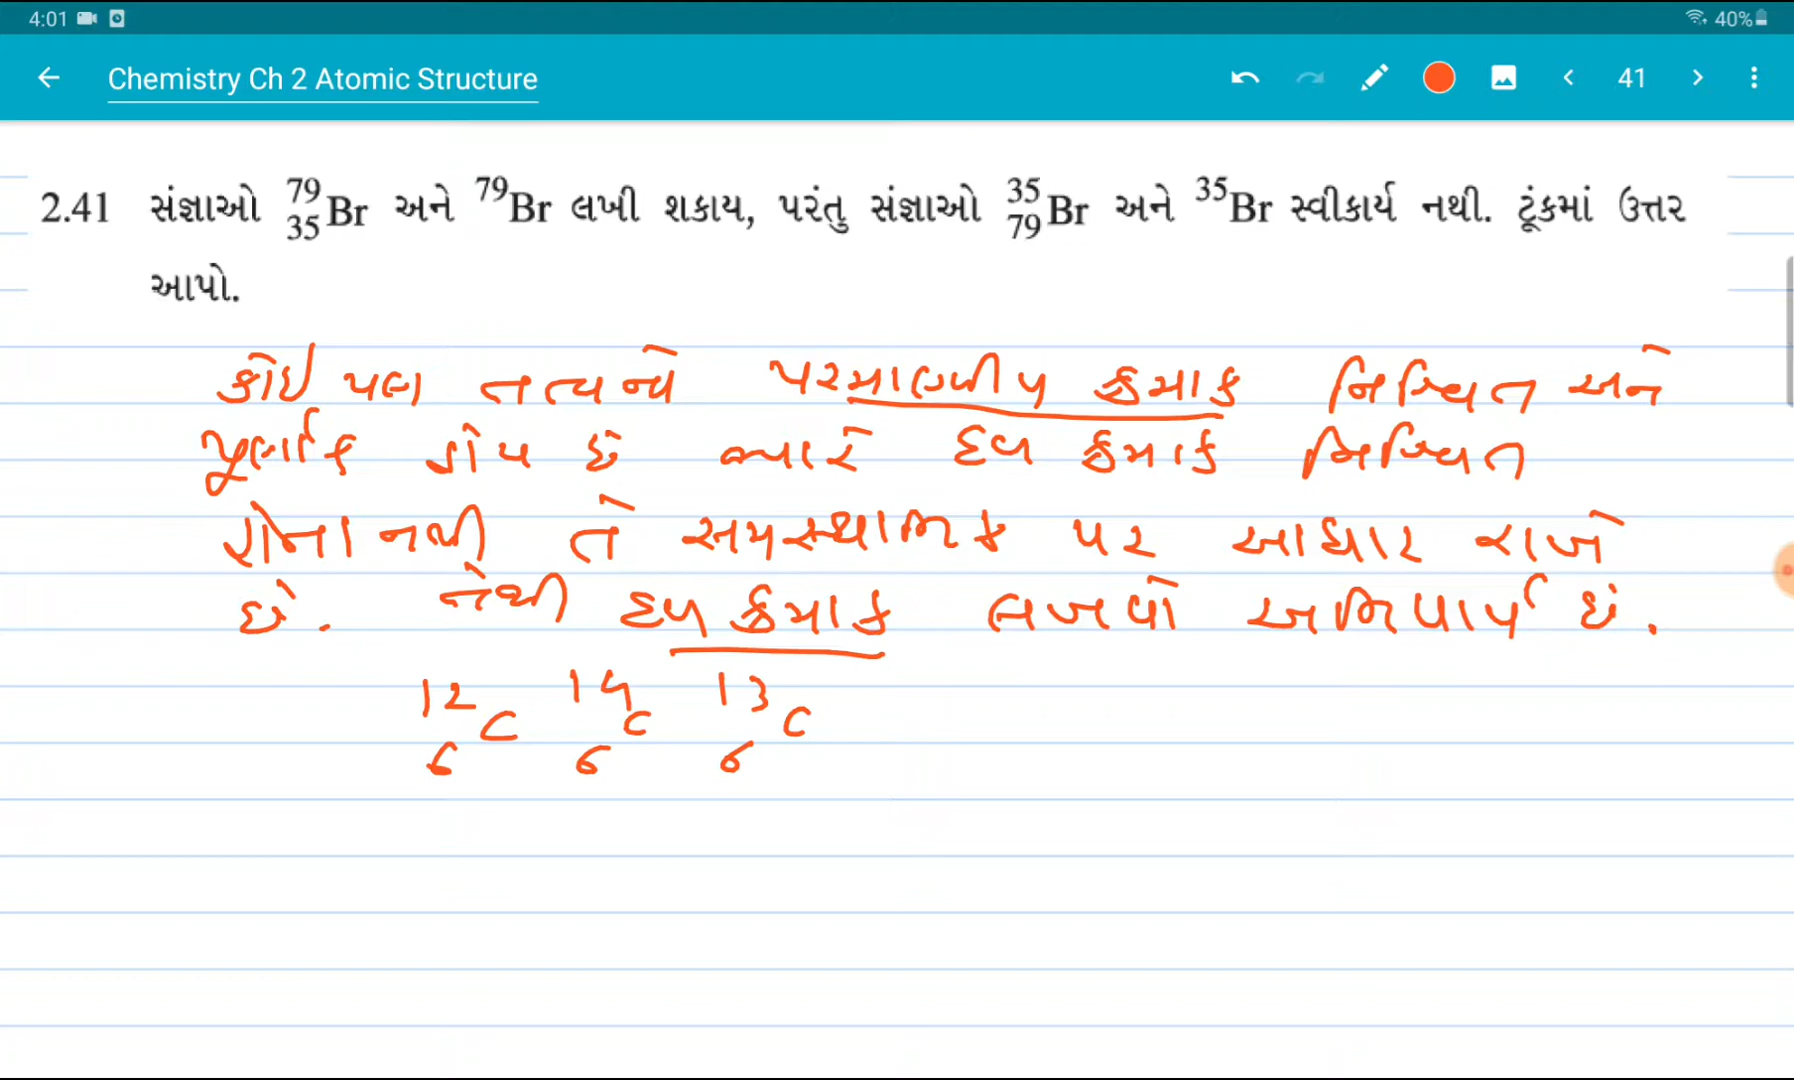 4:01 40%
Chemistry Ch 2 Atomic Structure 41
2.41 સંજ્ઞાઓ ⁷⁹₃₅Br અને ⁷⁹Br લખી શકાય, પરંતુ સંજ્ઞાઓ ³⁵₇₉Br અને ³⁵Br સ્વીકાર્ય નથી. ટૂંકમાં ઉત્તર
આપો.
કોઈ પણ તત્વનો પરમાણ્વીય ક્રમાંક નિશ્ચિત અને
પૂર્ણાંક હોય છે જ્યારે દળ ક્રમાંક નિશ્ચિત
હોતો નથી તે સમસ્થાનિક પર આધાર રાખે
છે. તેથી દળ ક્રમાંક લખવો અનિવાર્ય છે.
¹²₆C ¹⁴₆C ¹³₆C